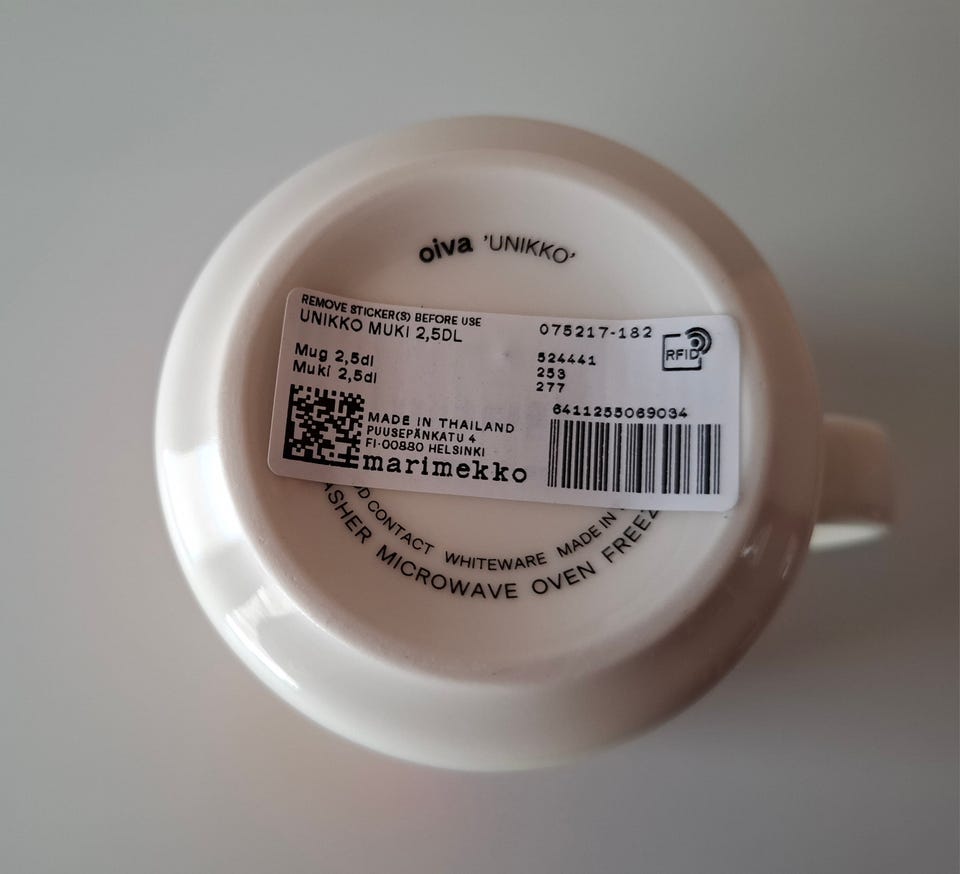 oiva 'UNIKKO'
REMOVE STICKER(S) BEFORE USE
UNIKKO MUKI 2,5DL
075217-182
RFID
Mug 2,5dl
Muki 2,5dl
524441
253
277
6411255069034
MADE IN THAILAND
PUUSEPÄNKATU 4
FI-00880 HELSINKI
marimekko
OD CONTACT WHITEWARE MADE IN
ASHER MICROWAVE OVEN FREEZ